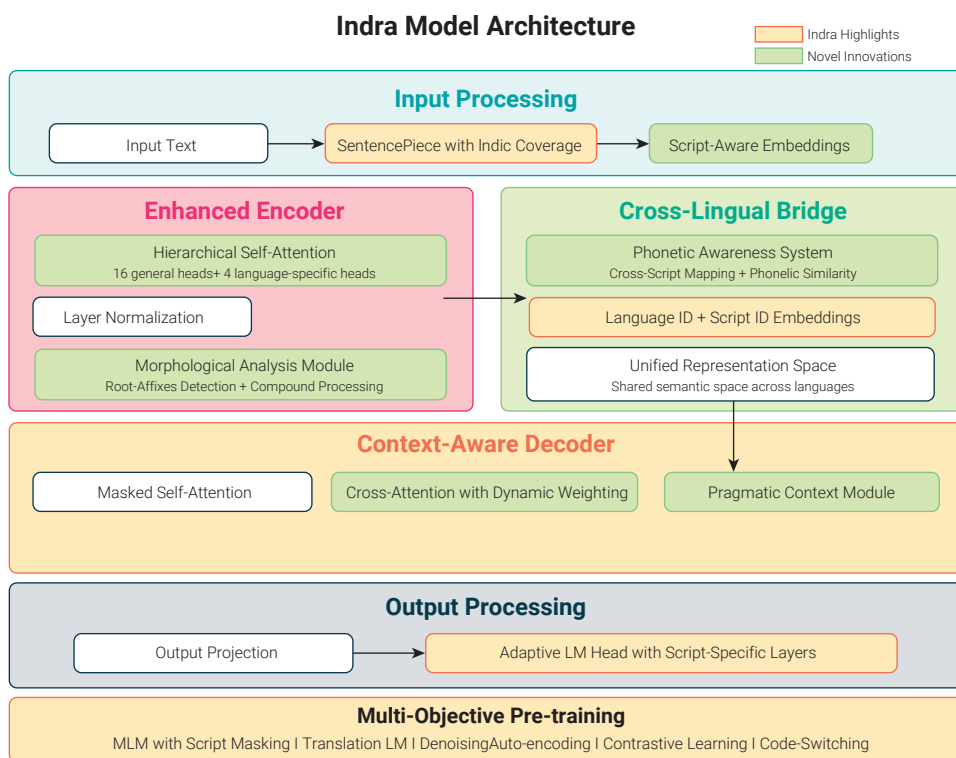 Indra Model Architecture
Indra Highlights
Novel Innovations
Input Processing
Input Text
SentencePiece with Indic Coverage
Script-Aware Embeddings
Enhanced Encoder
Hierarchical Self-Attention
16 general heads+ 4 language-specific heads
Layer Normalization
Morphological Analysis Module
Root-Affixes Detection + Compound Processing
Cross-Lingual Bridge
Phonetic Awareness System
Cross-Script Mapping + Phonelic Similarity
Language ID + Script ID Embeddings
Unified Representation Space
Shared semantic space across languages
Context-Aware Decoder
Masked Self-Attention
Cross-Attention with Dynamic Weighting
Pragmatic Context Module
Output Processing
Output Projection
Adaptive LM Head with Script-Specific Layers
Multi-Objective Pre-training
MLM with Script Masking l Translation LM l DenoisingAuto-encoding l Contrastive Learning l Code-Switching